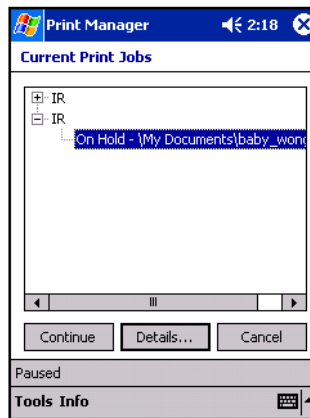 Print Manager 2:18
Current Print Jobs
IR
IR
On Hold - \My Documents\baby_wond
Continue Details... Cancel
Paused
Tools Info